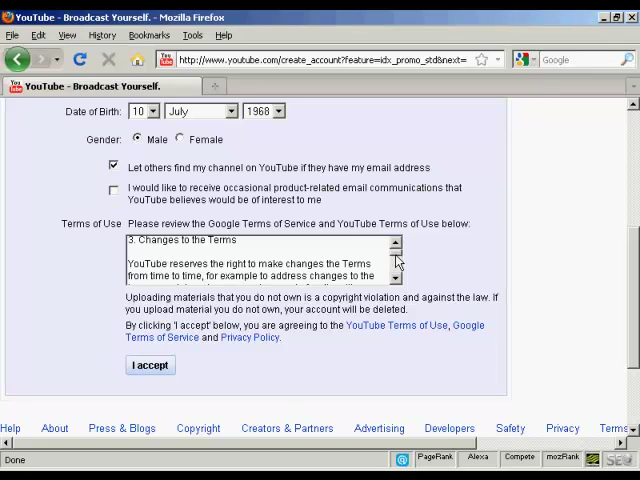 YouTube - Broadcast Yourself. - Mozilla Firefox
File Edit View History Bookmarks Tools Help
http://www.youtube.com/create_account?feature=idx_promo_std&next=
Google
YouTube - Broadcast Yourself.
Date of Birth: 10 July 1968
Gender: Male Female
Let others find my channel on YouTube if they have my email address
I would like to receive occasional product-related email communications that
YouTube believes would be of interest to me
Terms of Use Please review the Google Terms of Service and YouTube Terms of Use below:
3. Changes to the Terms
YouTube reserves the right to make changes the Terms
from time to time, for example to address changes to the
Uploading materials that you do not own is a copyright violation and against the law. If
you upload material you do not own, your account will be deleted.
By clicking 'I accept' below, you are agreeing to the YouTube Terms of Use, Google
Terms of Service and Privacy Policy.
I accept
Help About Press & Blogs Copyright Creators & Partners Advertising Developers Safety Privacy Terms
Done PageRank Alexa Compete mozRank SEO